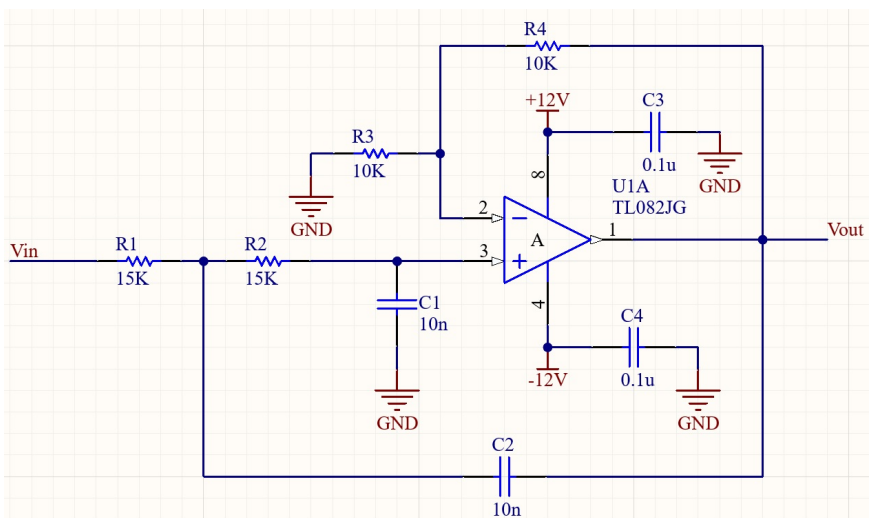 R4
10K
+12V
C3
0.1u
GND
R3
10K
GND
8
U1A
TL082JG
2
A
1
Vout
Vin
R1
15K
R2
15K
3
C1
10n
GND
4
-12V
C4
0.1u
GND
C2
10n